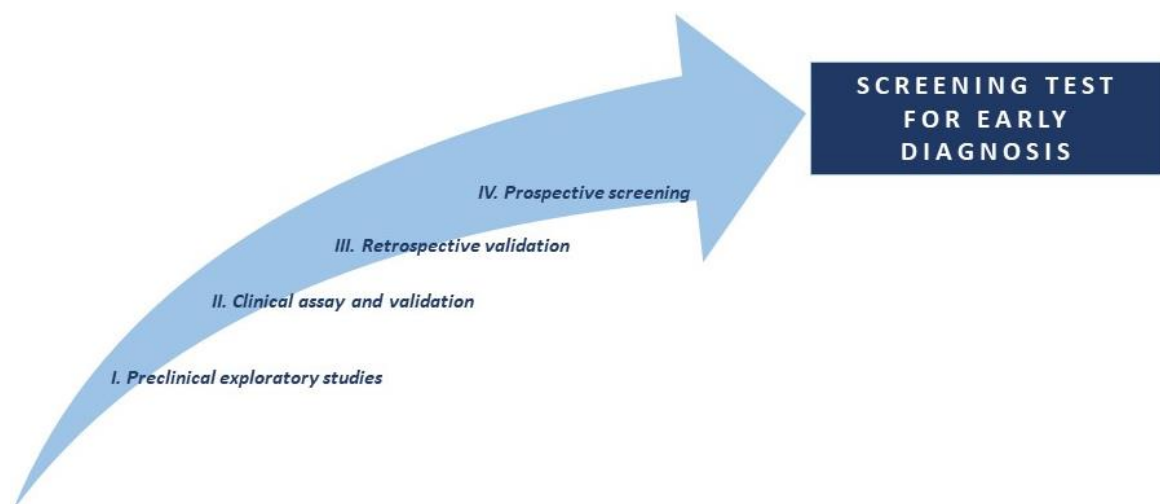 SCREENING TEST
FOR EARLY
DIAGNOSIS
IV. Prospective screening
III. Retrospective validation
II. Clinical assay and validation
I. Preclinical exploratory studies